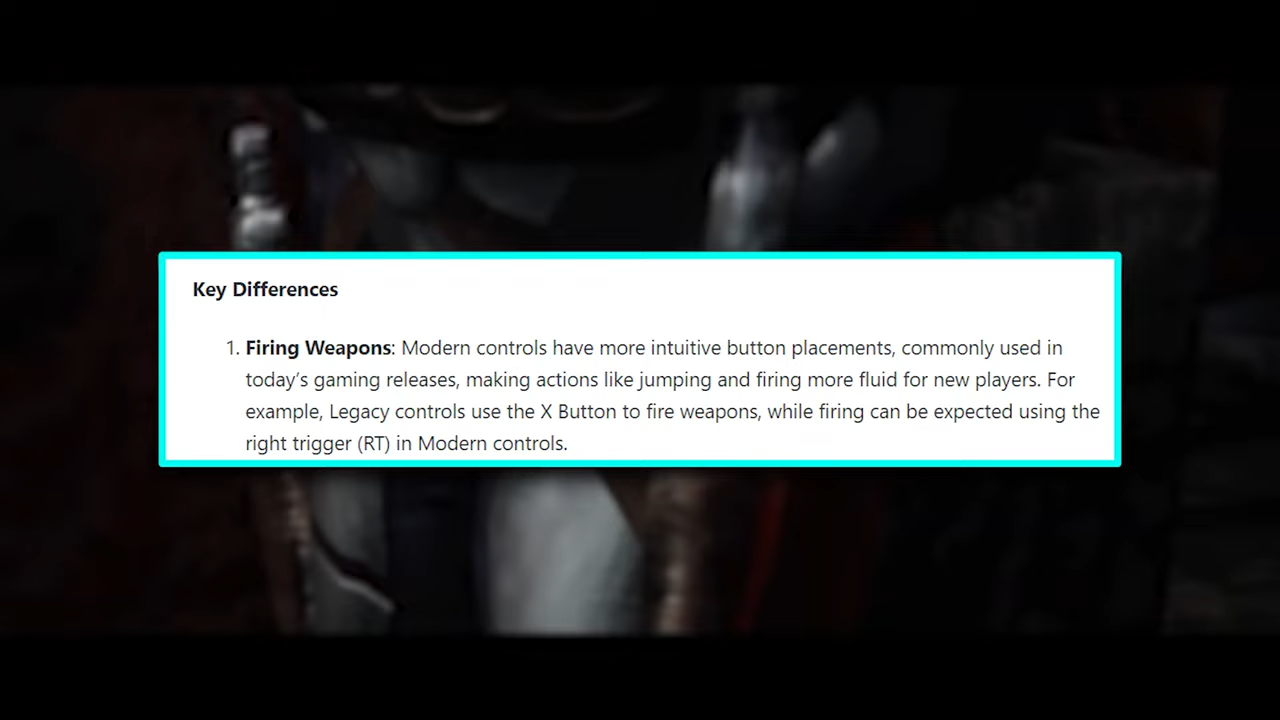 Key Differences
1. Firing Weapons: Modern controls have more intuitive button placements, commonly used in
today’s gaming releases, making actions like jumping and firing more fluid for new players. For
example, Legacy controls use the X Button to fire weapons, while firing can be expected using the
right trigger (RT) in Modern controls.